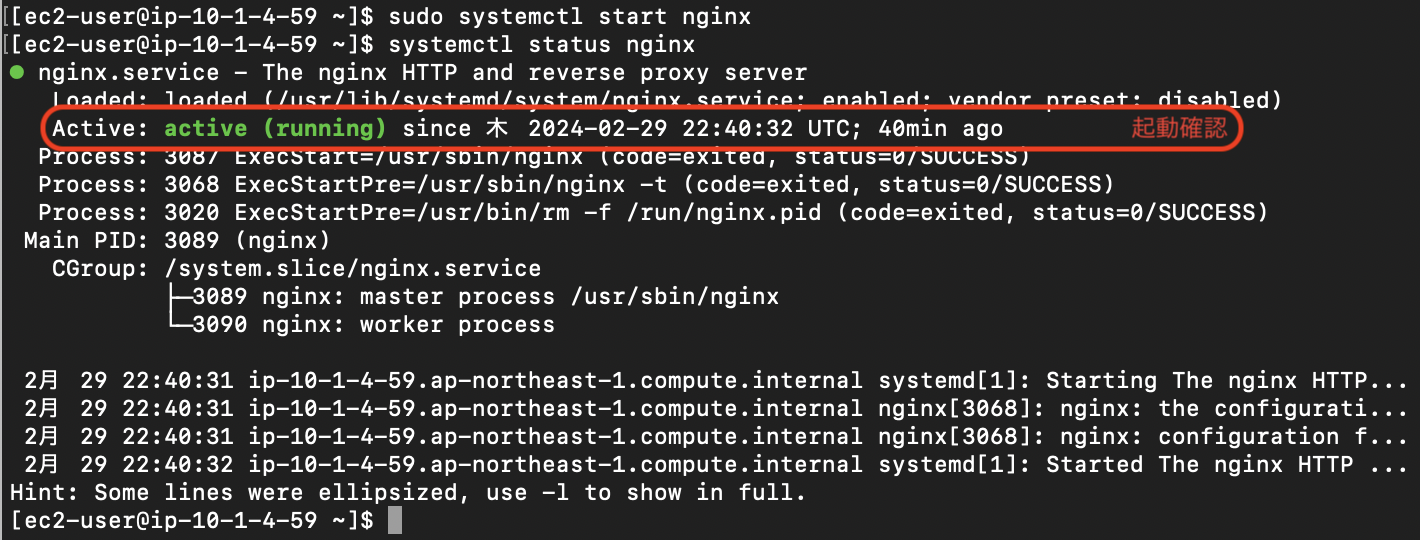 [[ec2-user@ip-10-1-4-59 ~]$ sudo systemctl start nginx
[[ec2-user@ip-10-1-4-59 ~]$ systemctl status nginx
● nginx.service - The nginx HTTP and reverse proxy server
Loaded: loaded (/usr/lib/systemd/system/nginx.service; enabled; vendor preset: disabled)
Active: active (running) since 木 2024-02-29 22:40:32 UTC; 40min ago 起動確認
Process: 3087 ExecStart=/usr/sbin/nginx (code=exited, status=0/SUCCESS)
Process: 3068 ExecStartPre=/usr/sbin/nginx -t (code=exited, status=0/SUCCESS)
Process: 3020 ExecStartPre=/usr/bin/rm -f /run/nginx.pid (code=exited, status=0/SUCCESS)
Main PID: 3089 (nginx)
CGroup: /system.slice/nginx.service
├─3089 nginx: master process /usr/sbin/nginx
└─3090 nginx: worker process
2月 29 22:40:31 ip-10-1-4-59.ap-northeast-1.compute.internal systemd[1]: Starting The nginx HTTP...
2月 29 22:40:31 ip-10-1-4-59.ap-northeast-1.compute.internal nginx[3068]: nginx: the configurati...
2月 29 22:40:31 ip-10-1-4-59.ap-northeast-1.compute.internal nginx[3068]: nginx: configuration f...
2月 29 22:40:32 ip-10-1-4-59.ap-northeast-1.compute.internal systemd[1]: Started The nginx HTTP ...
Hint: Some lines were ellipsized, use -l to show in full.
[ec2-user@ip-10-1-4-59 ~]$